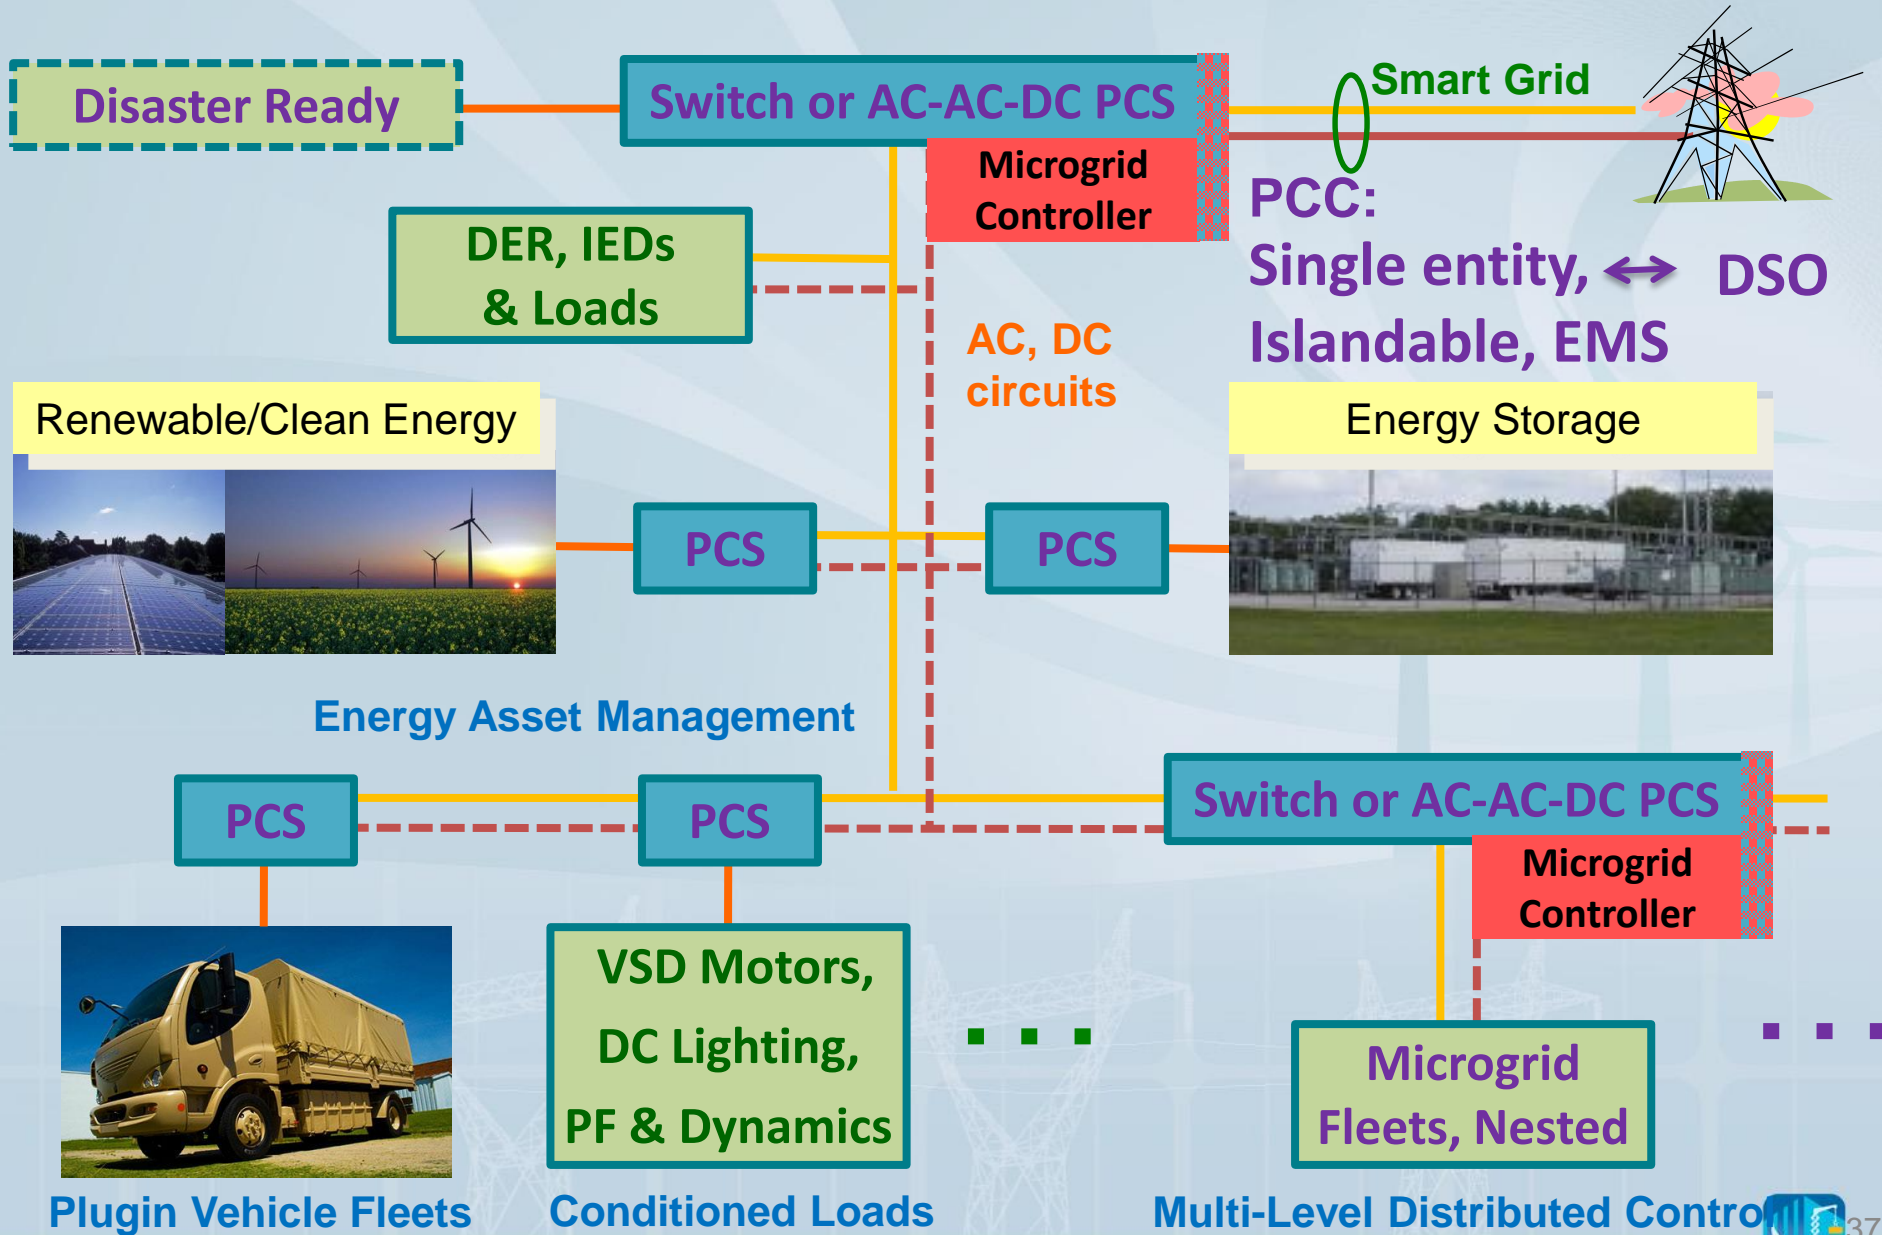 Disaster Ready
Switch or AC-AC-DC PCS
Smart Grid
Microgrid
Controller
PCC:
Single entity,
DSO
Islandable, EMS
DER, IEDs
& Loads
AC, DC
circuits
Renewable/Clean Energy
Energy Storage
PCS
PCS
Energy Asset Management
PCS
PCS
Switch or AC-AC-DC PCS
Microgrid
Controller
VSD Motors,
DC Lighting,
PF & Dynamics
Microgrid
Fleets, Nested
Plugin Vehicle Fleets
Conditioned Loads
Multi-Level Distributed Contro
37